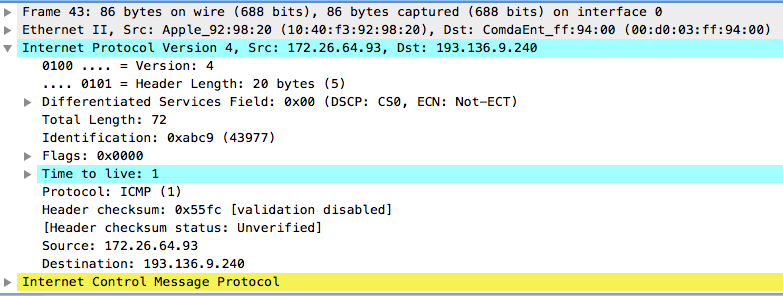 Frame 43: 86 bytes on wire (688 bits), 86 bytes captured (688 bits) on interface 0
Ethernet II, Src: Apple_92:98:20 (10:40:f3:92:98:20), Dst: ComdaEnt_ff:94:00 (00:d0:03:ff:94:00)
Internet Protocol Version 4, Src: 172.26.64.93, Dst: 193.136.9.240
0100 .... = Version: 4
.... 0101 = Header Length: 20 bytes (5)
Differentiated Services Field: 0x00 (DSCP: CS0, ECN: Not-ECT)
Total Length: 72
Identification: 0xabc9 (43977)
Flags: 0x0000
Time to live: 1
Protocol: ICMP (1)
Header checksum: 0x55fc [validation disabled]
[Header checksum status: Unverified]
Source: 172.26.64.93
Destination: 193.136.9.240
Internet Control Message Protocol